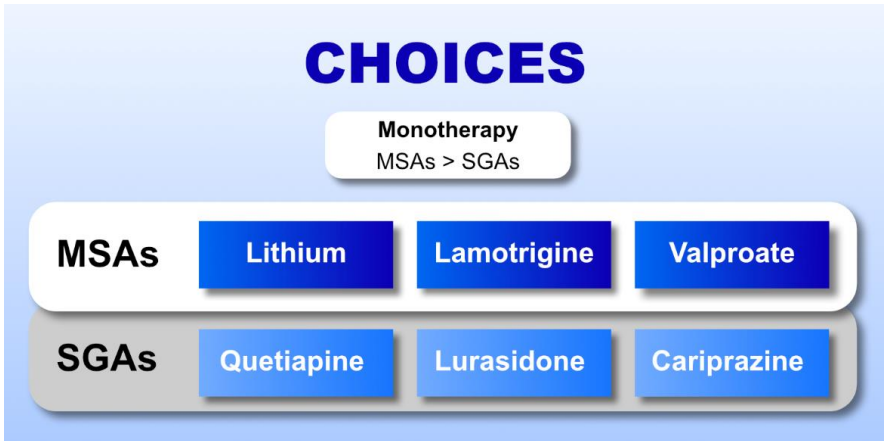 CHOICES
Monotherapy
MSAs > SGAs
MSAs Lithium Lamotrigine Valproate
SGAs Quetiapine Lurasidone Cariprazine